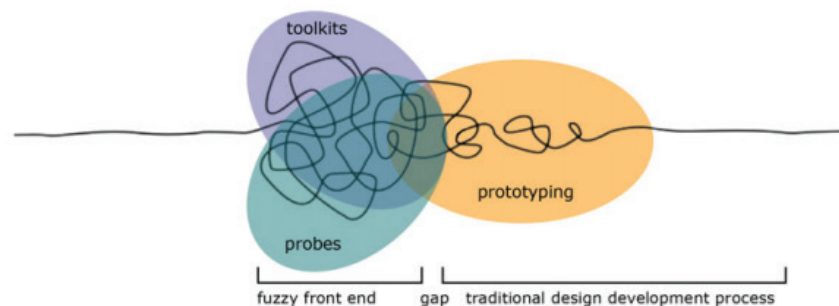 toolkits
probes
prototyping
fuzzy front end gap traditional design development process